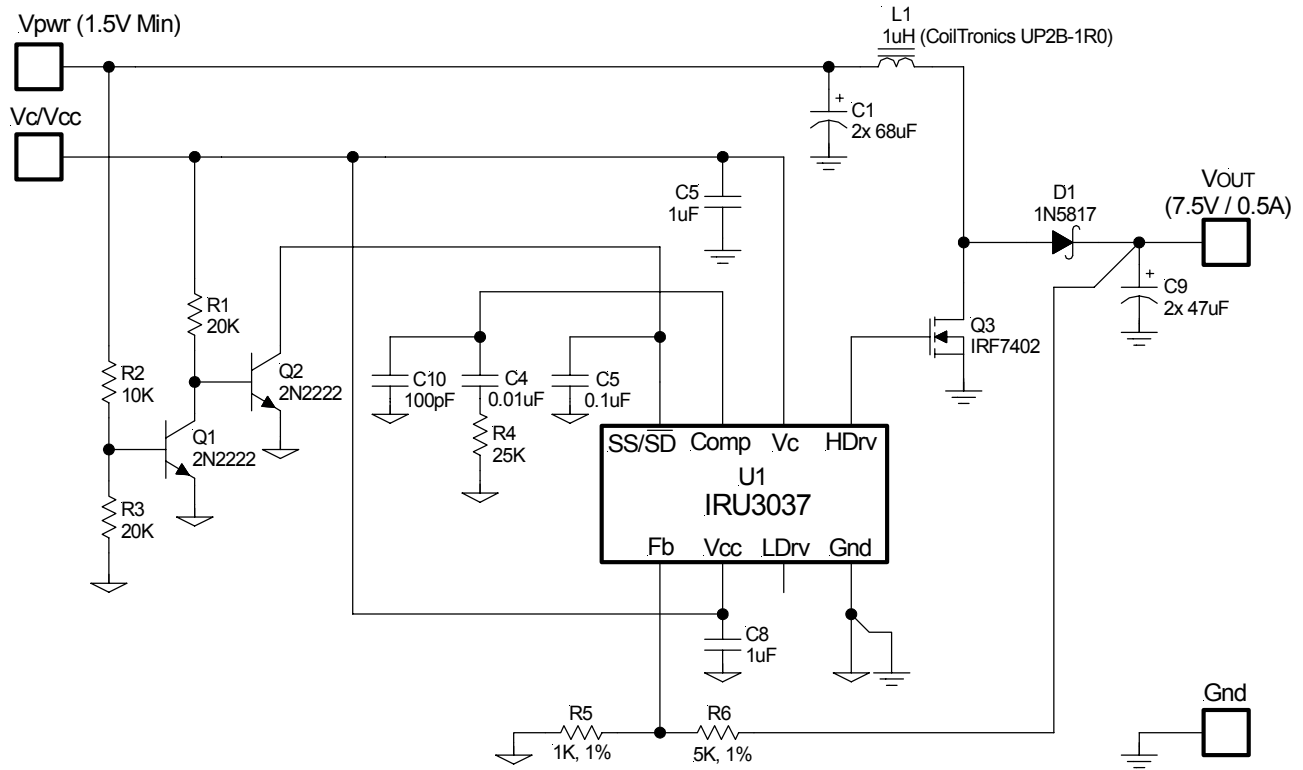 Vpwr (1.5V Min)
L1
1uH (CoilTronics UP2B-1R0)
Vc/Vcc
C1
2x 68uF
C5
1uF
D1
1N5817
VOUT
(7.5V / 0.5A)
R1
20K
C9
2x 47uF
Q3
IRF7402
R2
10K
Q2
2N2222
C10
100pF
C4
0.01uF
C5
0.1uF
Q1
2N2222
R4
25K
SS/SD Comp Vc HDrv
U1
IRU3037
R3
20K
Fb Vcc LDrv Gnd
C8
1uF
Gnd
R5
1K, 1%
R6
5K, 1%
+
+